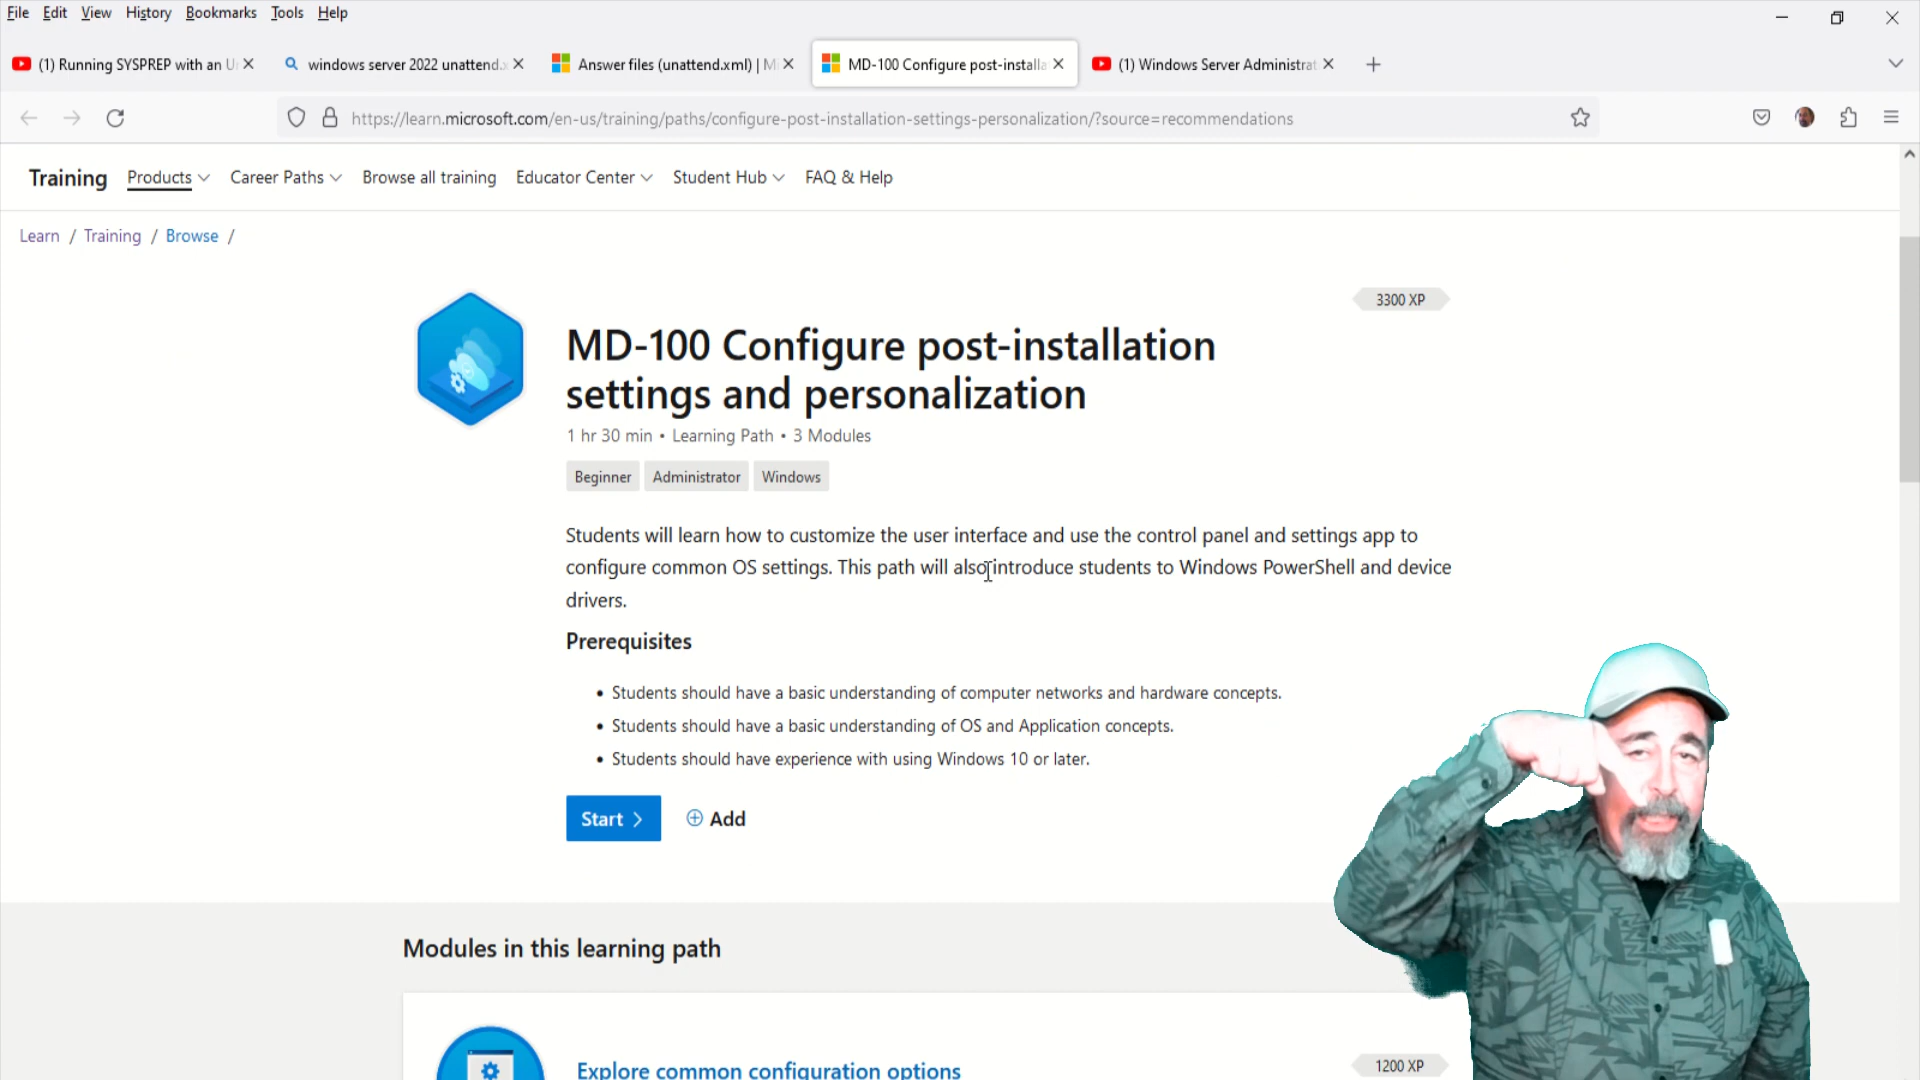 File Edit View History Bookmarks Tools Help
(1) Running SYSPREP with an U
windows server 2022 unattend.x
Answer files (unattend.xml) | M
MD-100 Configure post-installa
(1) Windows Server Administrat
https://learn.microsoft.com/en-us/training/paths/configure-post-installation-settings-personalization/?source=recommendations
Training Products Career Paths Browse all training Educator Center Student Hub FAQ & Help
Learn / Training / Browse /
3300 XP
MD-100 Configure post-installation
settings and personalization
1 hr 30 min • Learning Path • 3 Modules
Beginner Administrator Windows
Students will learn how to customize the user interface and use the control panel and settings app to
configure common OS settings. This path will also introduce students to Windows PowerShell and device
drivers.
Prerequisites
• Students should have a basic understanding of computer networks and hardware concepts.
• Students should have a basic understanding of OS and Application concepts.
• Students should have experience with using Windows 10 or later.
Start Add
Modules in this learning path
Explore common configuration options
1200 XP